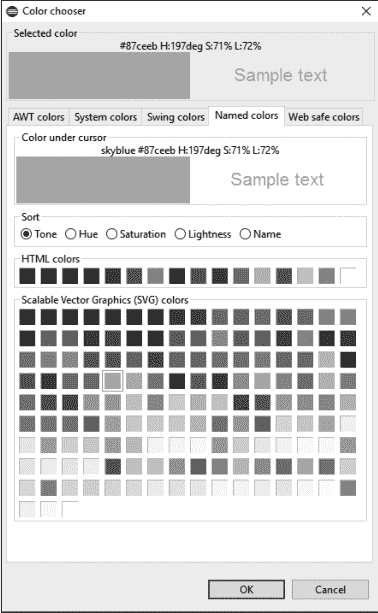 Color chooser
Selected color
#87ceeb H:197deg S:71% L:72%
Sample text
AWT colors System colors Swing colors Named colors Web safe colors
Color under cursor
skyblue #87ceeb H:197deg S:71% L:72%
Sample text
Sort
Tone Hue Saturation Lightness Name
HTML colors
Scalable Vector Graphics (SVG) colors
OK Cancel